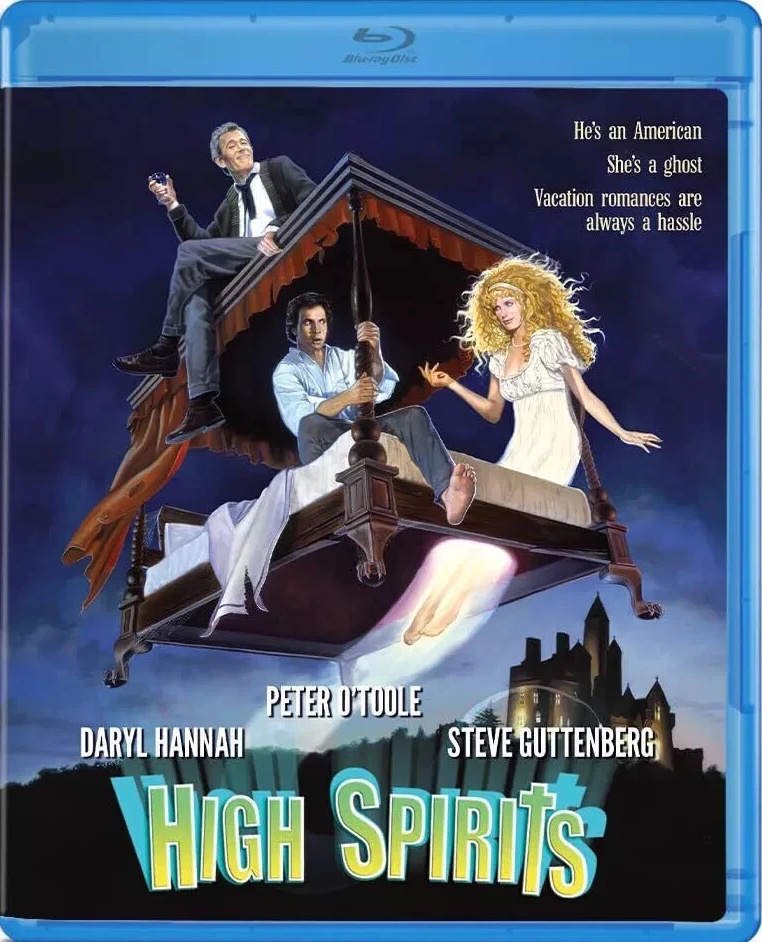 Blu-ray Disc
He's an American
She's a ghost
Vacation romances are
always a hassle
PETER O'TOOLE
DARYL HANNAH
STEVE GUTTENBERG
HIGH SPIRITS